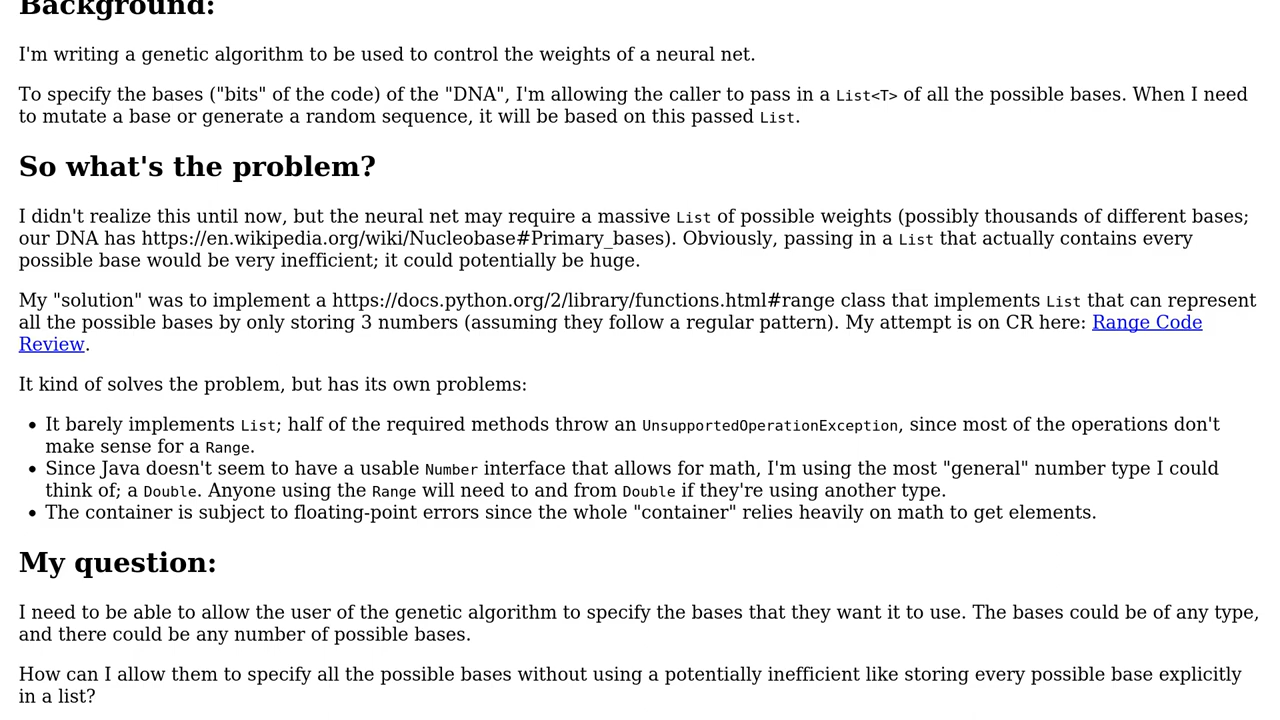 Background:
I'm writing a genetic algorithm to be used to control the weights of a neural net.
To specify the bases ("bits" of the code) of the "DNA", I'm allowing the caller to pass in a List<T> of all the possible bases. When I need
to mutate a base or generate a random sequence, it will be based on this passed List.
So what's the problem?
I didn't realize this until now, but the neural net may require a massive List of possible weights (possibly thousands of different bases;
our DNA has https://en.wikipedia.org/wiki/Nucleobase#Primary_bases). Obviously, passing in a List that actually contains every
possible base would be very inefficient; it could potentially be huge.
My "solution" was to implement a https://docs.python.org/2/library/functions.html#range class that implements List that can represent
all the possible bases by only storing 3 numbers (assuming they follow a regular pattern). My attempt is on CR here: Range Code
Review.
It kind of solves the problem, but has its own problems:
• It barely implements List; half of the required methods throw an UnsupportedOperationException, since most of the operations don't
make sense for a Range.
• Since Java doesn't seem to have a usable Number interface that allows for math, I'm using the most "general" number type I could
think of; a Double. Anyone using the Range will need to and from Double if they're using another type.
• The container is subject to floating-point errors since the whole "container" relies heavily on math to get elements.
My question:
I need to be able to allow the user of the genetic algorithm to specify the bases that they want it to use. The bases could be of any type,
and there could be any number of possible bases.
How can I allow them to specify all the possible bases without using a potentially inefficient like storing every possible base explicitly
in a list?